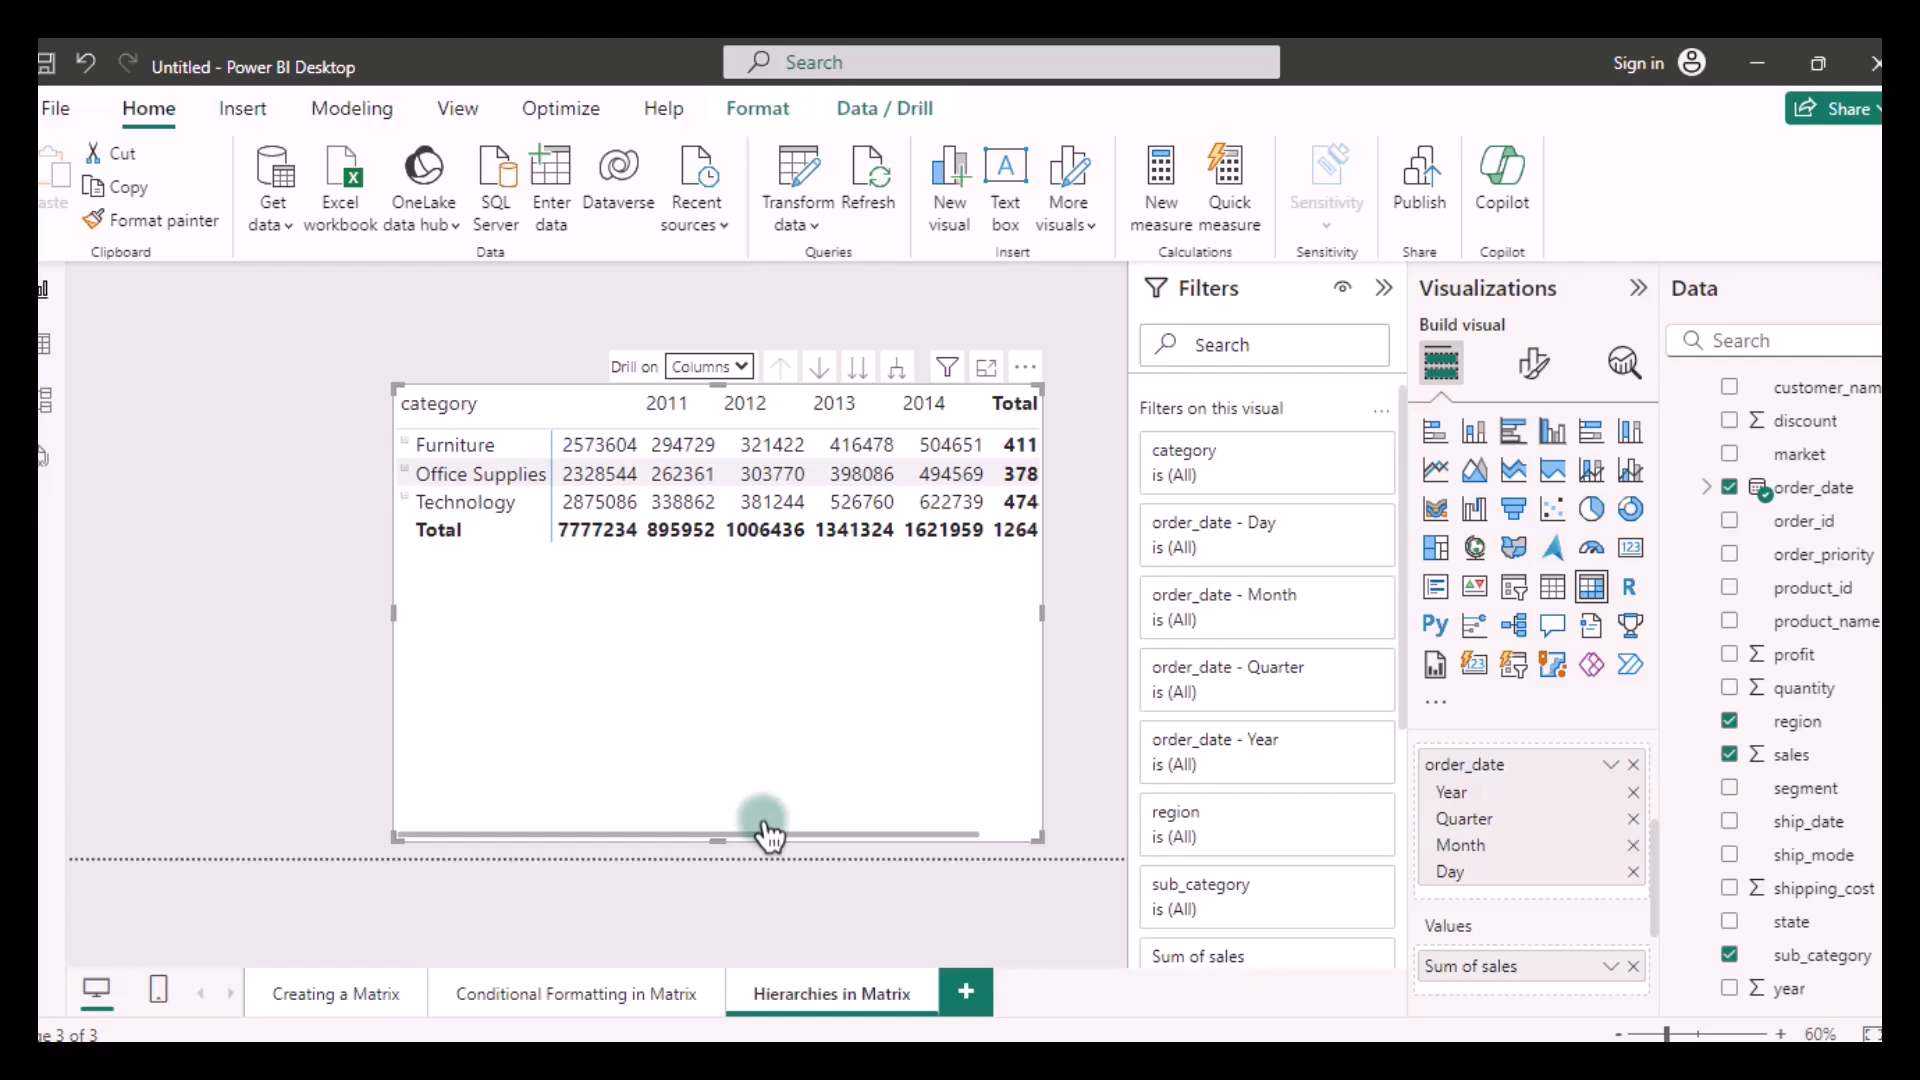 Untitled - Power BI Desktop
Search
Sign in
File Home Insert Modeling View Optimize Help Format Data / Drill
Share
Cut
Copy
Format painter
Clipboard
Get data
Excel workbook
OneLake data hub
SQL Server
Enter data
Dataverse
Recent sources
Data
Transform data
Refresh
Queries
New visual
Text box
More visuals
Insert
New measure
Quick measure
Calculations
Sensitivity
Sensitivity
Publish
Share
Copilot
Copilot
Drill on Columns
category 2011 2012 2013 2014 Total
Furniture 2573604 294729 321422 416478 504651 411
Office Supplies 2328544 262361 303770 398086 494569 378
Technology 2875086 338862 381244 526760 622739 474
Total 7777234 895952 1006436 1341324 1621959 1264
Filters
Search
Filters on this visual
category
is (All)
order_date - Day
is (All)
order_date - Month
is (All)
order_date - Quarter
is (All)
order_date - Year
is (All)
region
is (All)
sub_category
is (All)
Sum of sales
Visualizations
Build visual
123
R
Py
123
order_date
Year
Quarter
Month
Day
Values
Sum of sales
Data
Search
customer_nam
discount
market
order_date
order_id
order_priority
product_id
product_name
profit
quantity
region
sales
segment
ship_date
ship_mode
shipping_cost
state
sub_category
year
Creating a Matrix
Conditional Formatting in Matrix
Hierarchies in Matrix
ge 3 of 3
60%